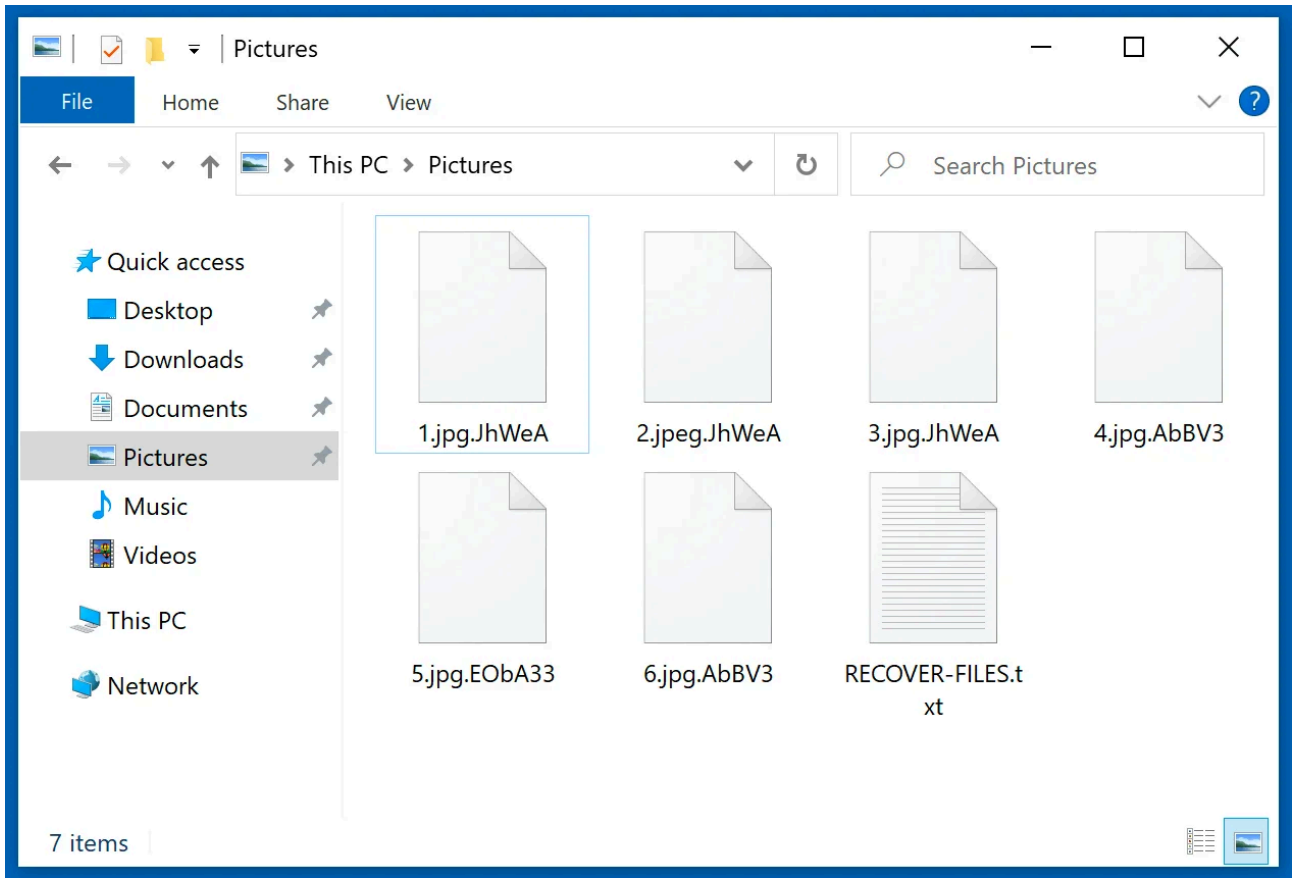 Pictures
File Home Share View
?
This PC Pictures
Search Pictures
Quick access
Desktop
Downloads
Documents
Pictures
Music
Videos
This PC
Network
1.jpg.JhWeA 2.jpeg.JhWeA 3.jpg.JhWeA 4.jpg.AbBV3
5.jpg.EObA33 6.jpg.AbBV3 RECOVER-FILES.t
xt
7 items